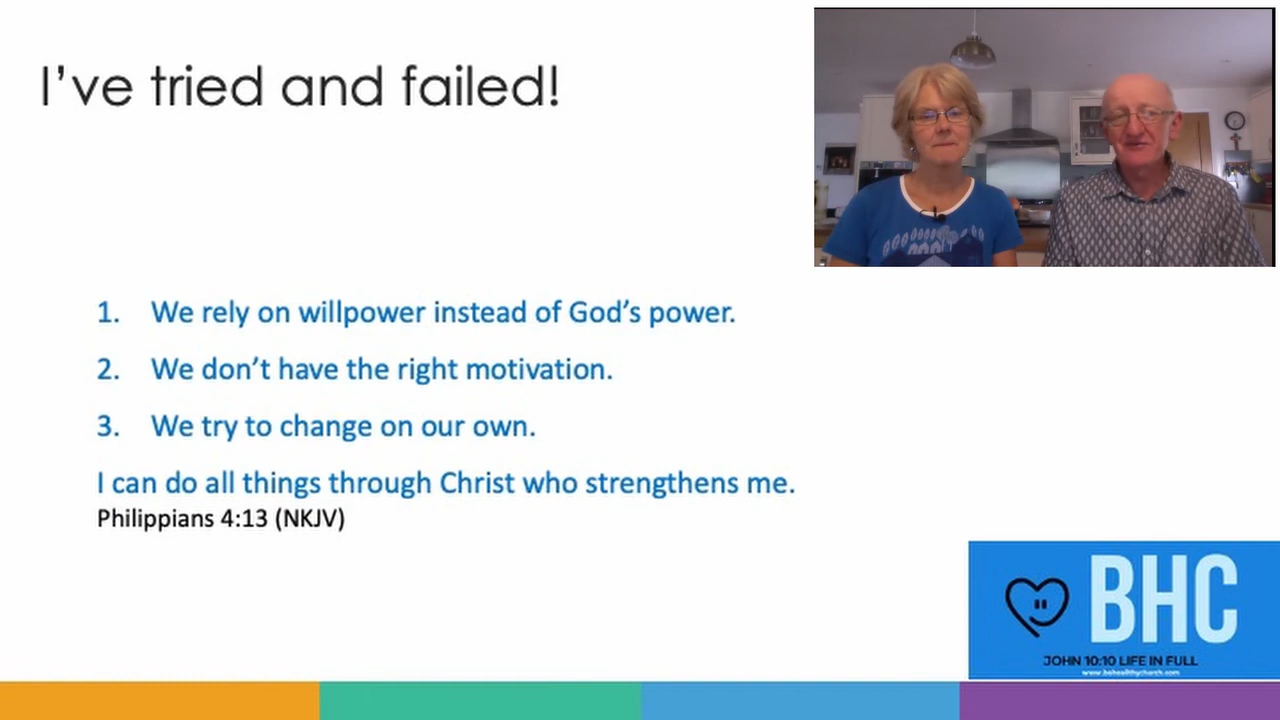 I've tried and failed!
1. We rely on willpower instead of God's power.
2. We don't have the right motivation.
3. We try to change on our own.
I can do all things through Christ who strengthens me.
Philippians 4:13 (NKJV)
BHC
JOHN 10:10 LIFE IN FULL
www.bahealthychurch.com